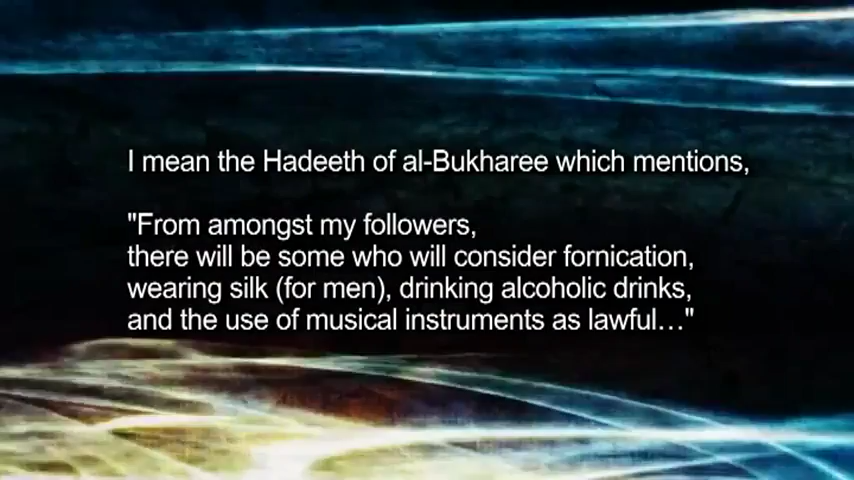 I mean the Hadeeth of al-Bukharee which mentions,
"From amongst my followers,
there will be some who will consider fornication,
wearing silk (for men), drinking alcoholic drinks,
and the use of musical instruments as lawful…"